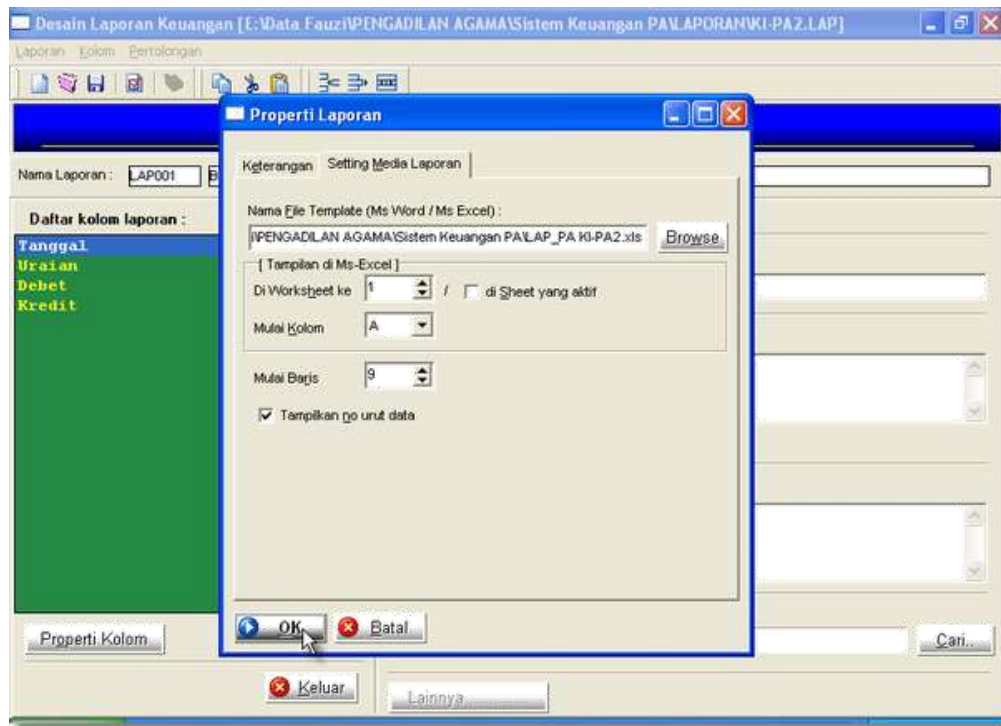 Desain Laporan Keuangan [E:\Data Fauzi\PENGADILAN AGAMA\Sistem Keuangan PA\LAPORAN\KI-PA2.LAP]
Laporan Kolom Pertolongan
Properti Laporan
Nama Laporan : LAP001
Keterangan Setting Media Laporan
Daftar kolom laporan :
Nama File Template (Ms Word / Ms Excel) :
Tanggal
\PENGADILAN AGAMA\Sistem Keuangan PA\LAP_PA KI-PA2.xls Browse
Uraian
[ Tampilan di Ms-Excel ]
Debet
Di Worksheet ke 1 / di Sheet yang aktif
Kredit
Mulai Kolom A
Mulai Baris 9
Tampilkan no urut data
OK Batal
Properti Kolom Cari..
Keluar Lainnya